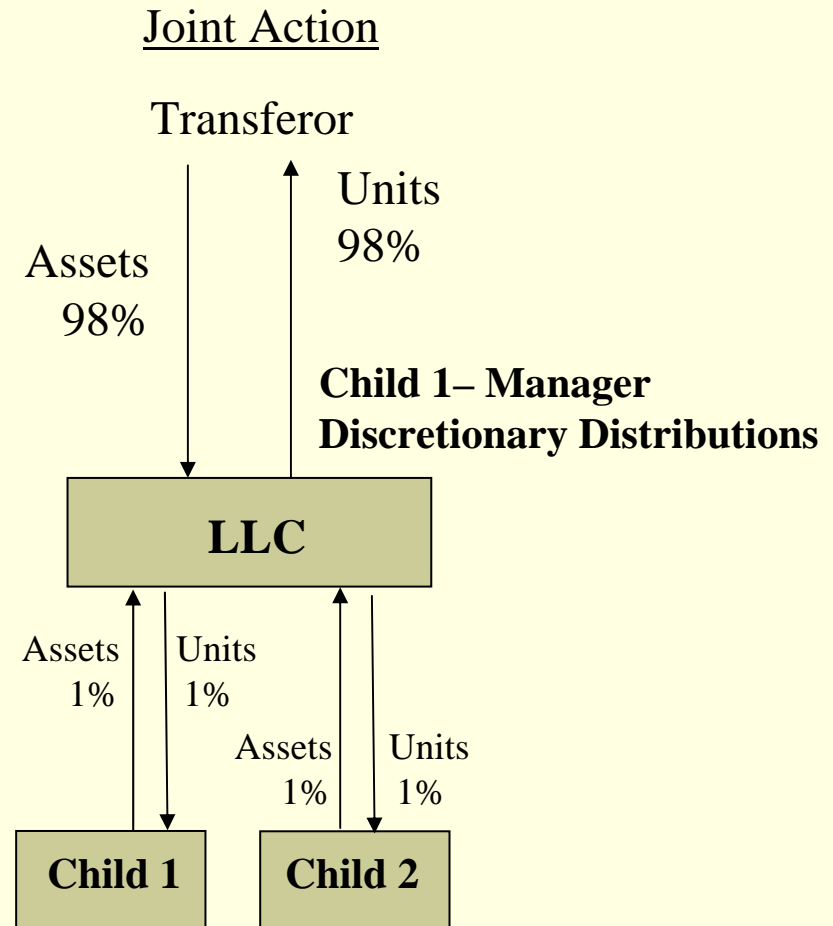 Joint Action
Transferor
Units
98%
Assets
98%
Child 1– Manager
Discretionary Distributions
LLC
Assets
1%
Units
1%
Assets
1%
Units
1%
Child 1
Child 2